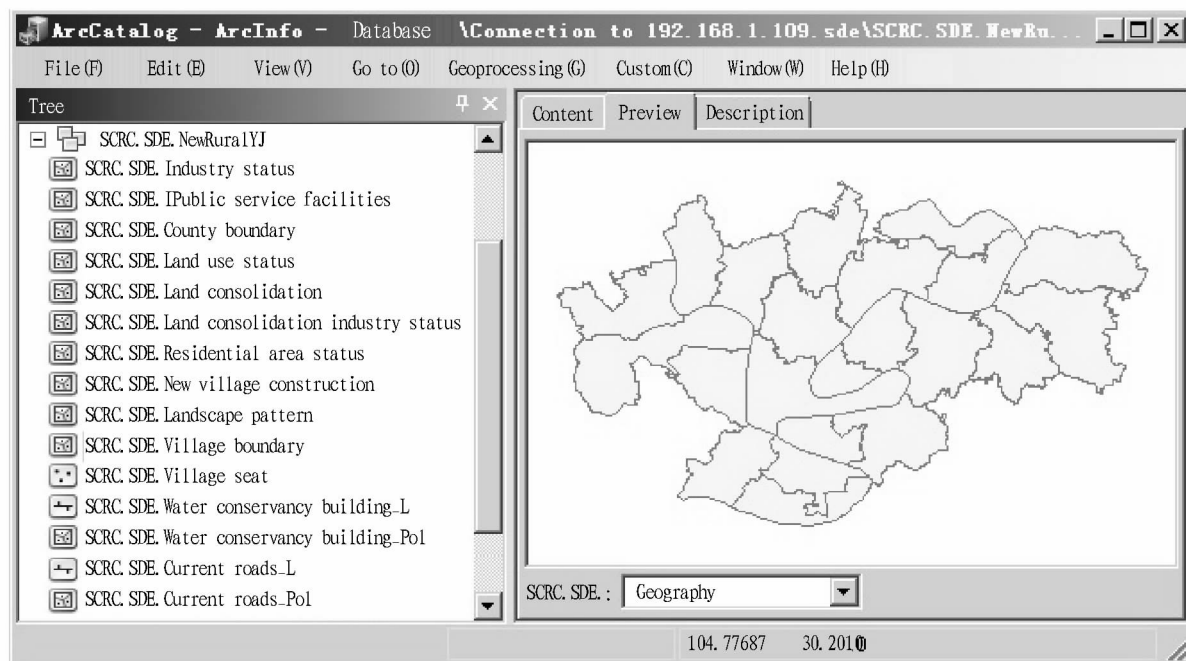 ArcCatalog - ArcInfo - Database \Connection to 192.168.1.109.sde\SCRC.SDE.NewRu...
File(F) Edit(E) View(V) Go to(O) Geoprocessing(G) Custom(C) Window(W) Help(H)
Tree
SCRC.SDE.NewRuralYJ
SCRC.SDE.Industry status
SCRC.SDE.IPublic service facilities
SCRC.SDE.County boundary
SCRC.SDE.Land use status
SCRC.SDE.Land consolidation
SCRC.SDE.Land consolidation industry status
SCRC.SDE.Residential area status
SCRC.SDE.New village construction
SCRC.SDE.Landscape pattern
SCRC.SDE.Village boundary
SCRC.SDE.Village seat
SCRC.SDE.Water conservancy building_L
SCRC.SDE.Water conservancy building_Pol
SCRC.SDE.Current roads_L
SCRC.SDE.Current roads_Pol
Content Preview Description
SCRC.SDE.: Geography
104.77687